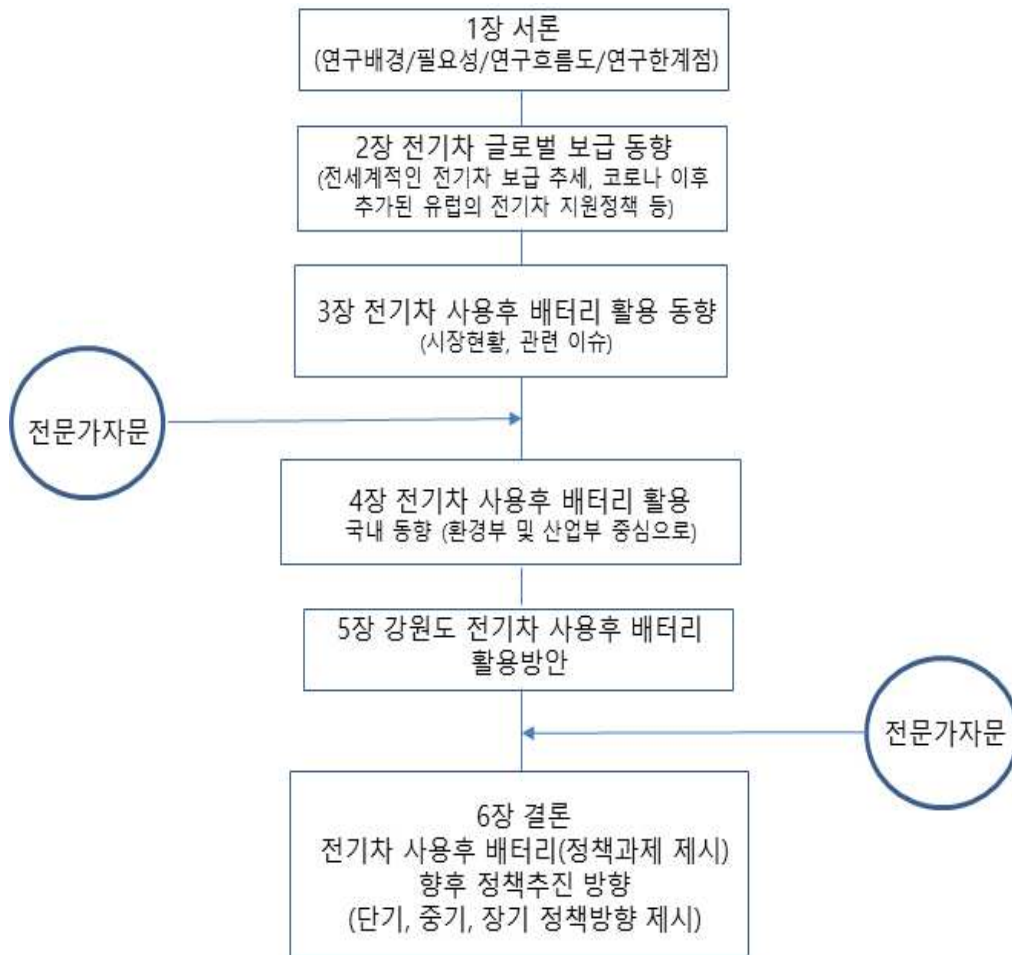 1장 서론
(연구배경/필요성/연구흐름도/연구한계점)
2장 전기차 글로벌 보급 동향
(전세계적인 전기차 보급 추세, 코로나 이후
추가된 유럽의 전기차 지원정책 등)
3장 전기차 사용후 배터리 활용 동향
(시장현황, 관련 이슈)
전문가자문
4장 전기차 사용후 배터리 활용
국내 동향 (환경부 및 산업부 중심으로)
5장 강원도 전기차 사용후 배터리
활용방안
전문가자문
6장 결론
전기차 사용후 배터리(정책과제 제시)
향후 정책추진 방향
(단기, 중기, 장기 정책방향 제시)